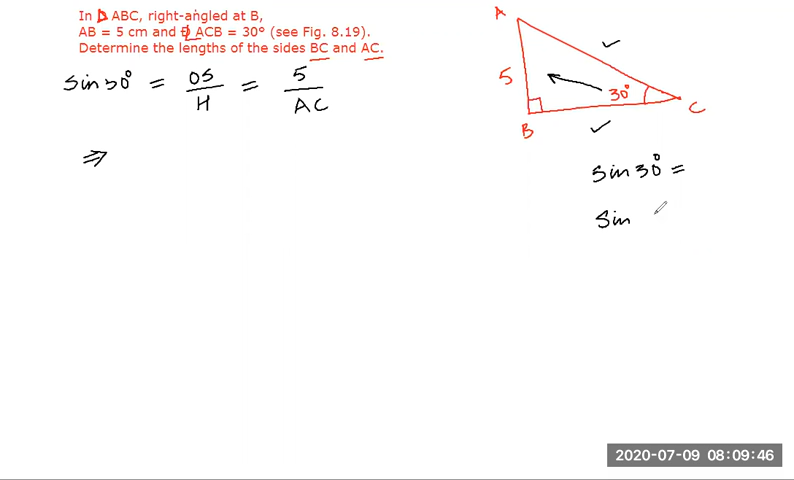 In Δ ABC, right-angled at B,
AB = 5 cm and ∠ ACB = 30° (see Fig. 8.19).
Determine the lengths of the sides BC and AC.
sin 30° = OS / H = 5 / AC
⇒
A
5
30°
B
C
sin 30° =
sin
2020-07-09 08:09:46